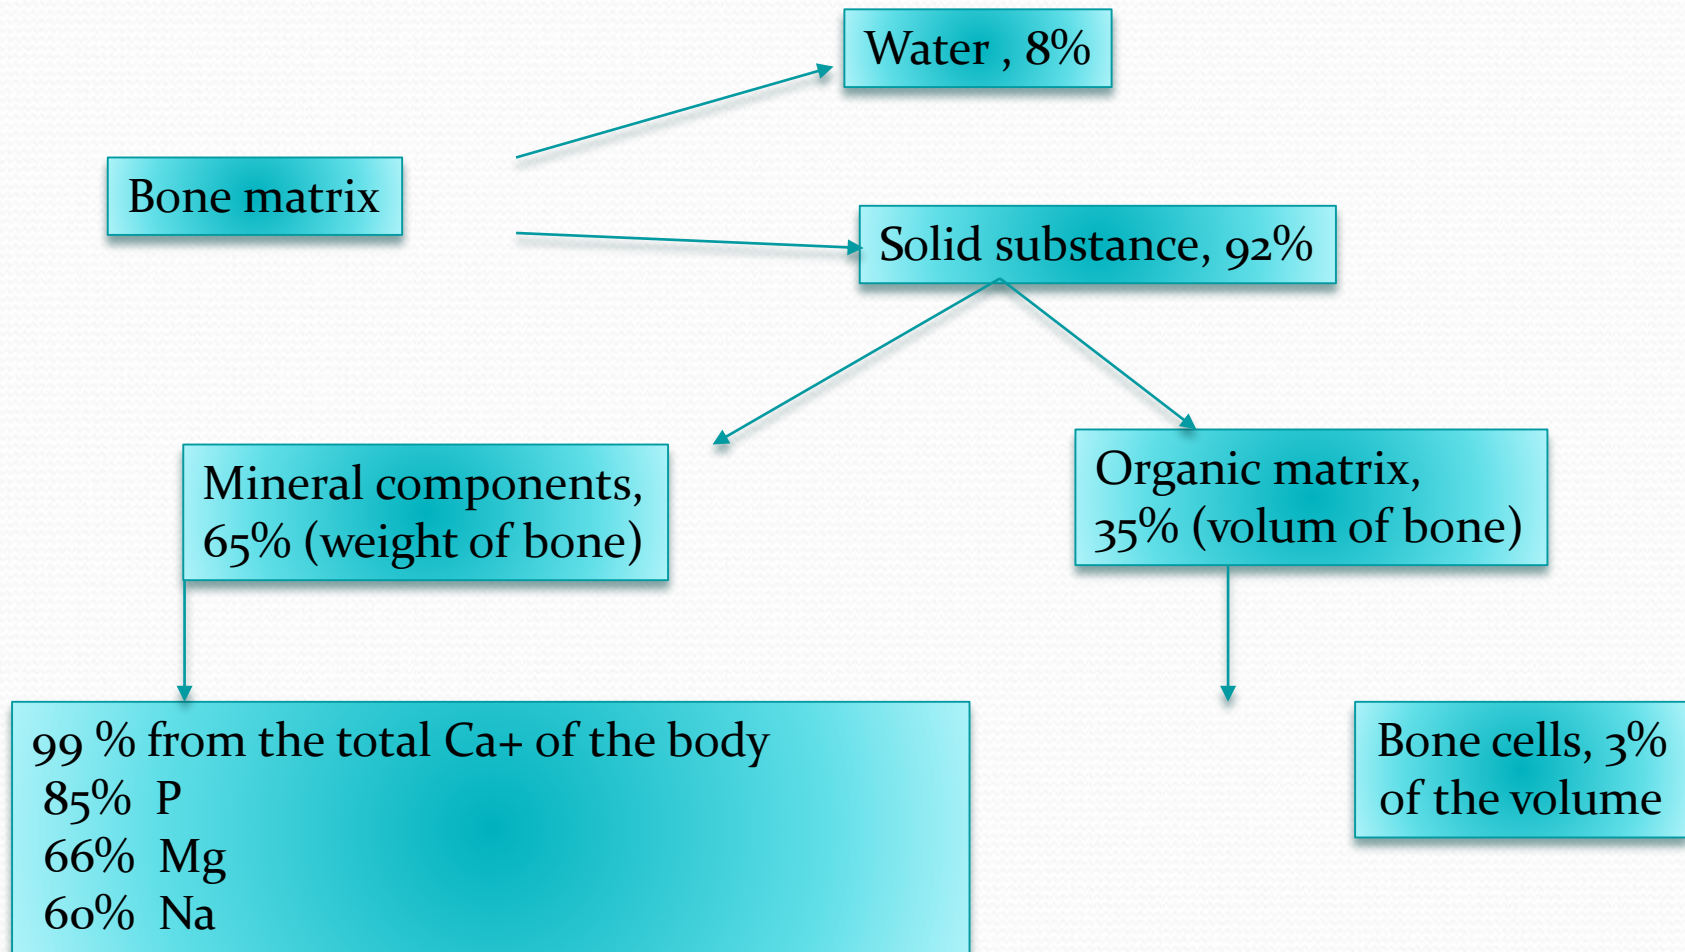 Water , 8%
Bone matrix
Solid substance, 92%
Mineral components,
65% (weight of bone)
Organic matrix,
35% (volum of bone)
99 % from the total Ca+ of the body
85% P
66% Mg
60% Na
Bone cells, 3%
of the volume